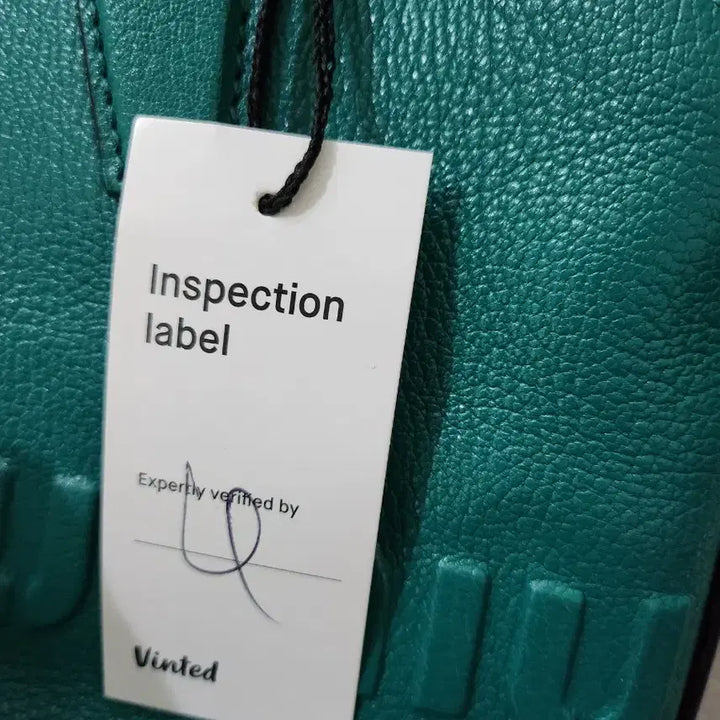 Inspection
label
Expertly verified by
Vinted